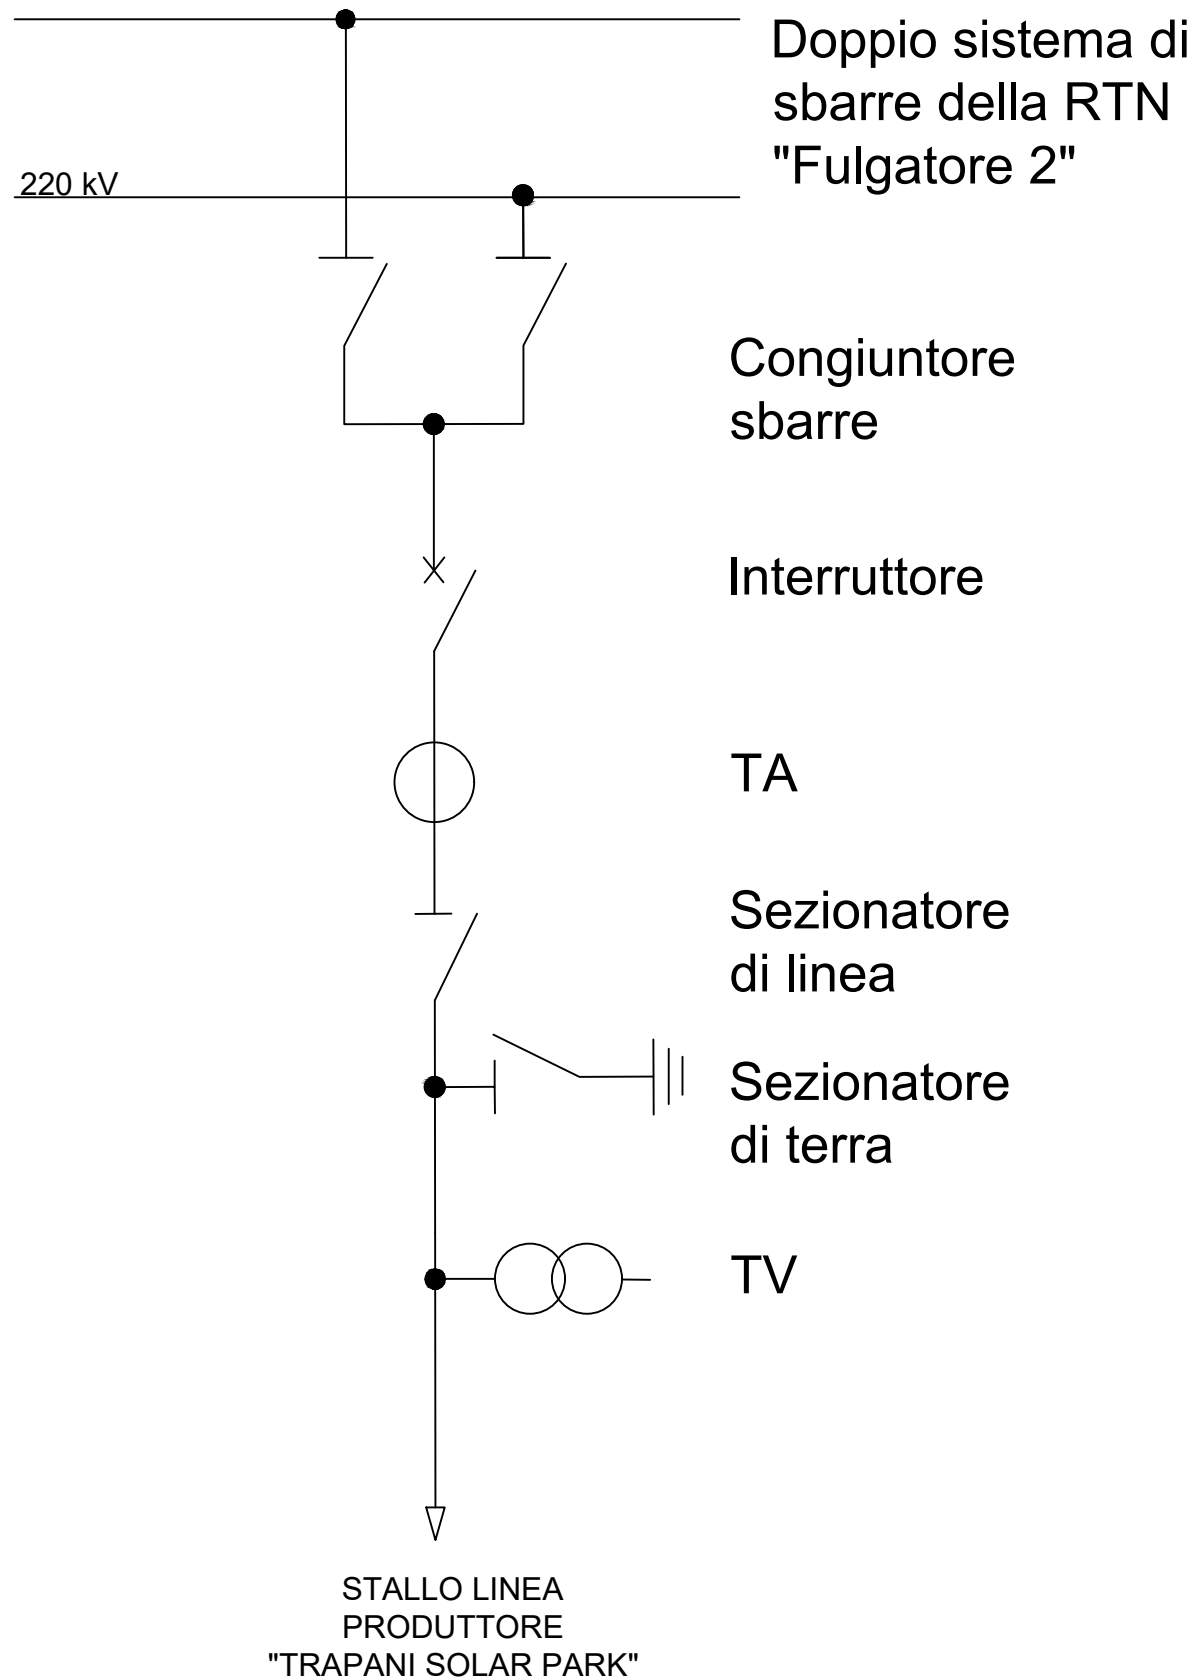 Doppio sistema di
sbarre della RTN
"Fulgatore 2"
220 kV
Congiuntore
sbarre
Interruttore
TA
Sezionatore
di linea
Sezionatore
di terra
TV
STALLO LINEA
PRODUTTORE
"TRAPANI SOLAR PARK"